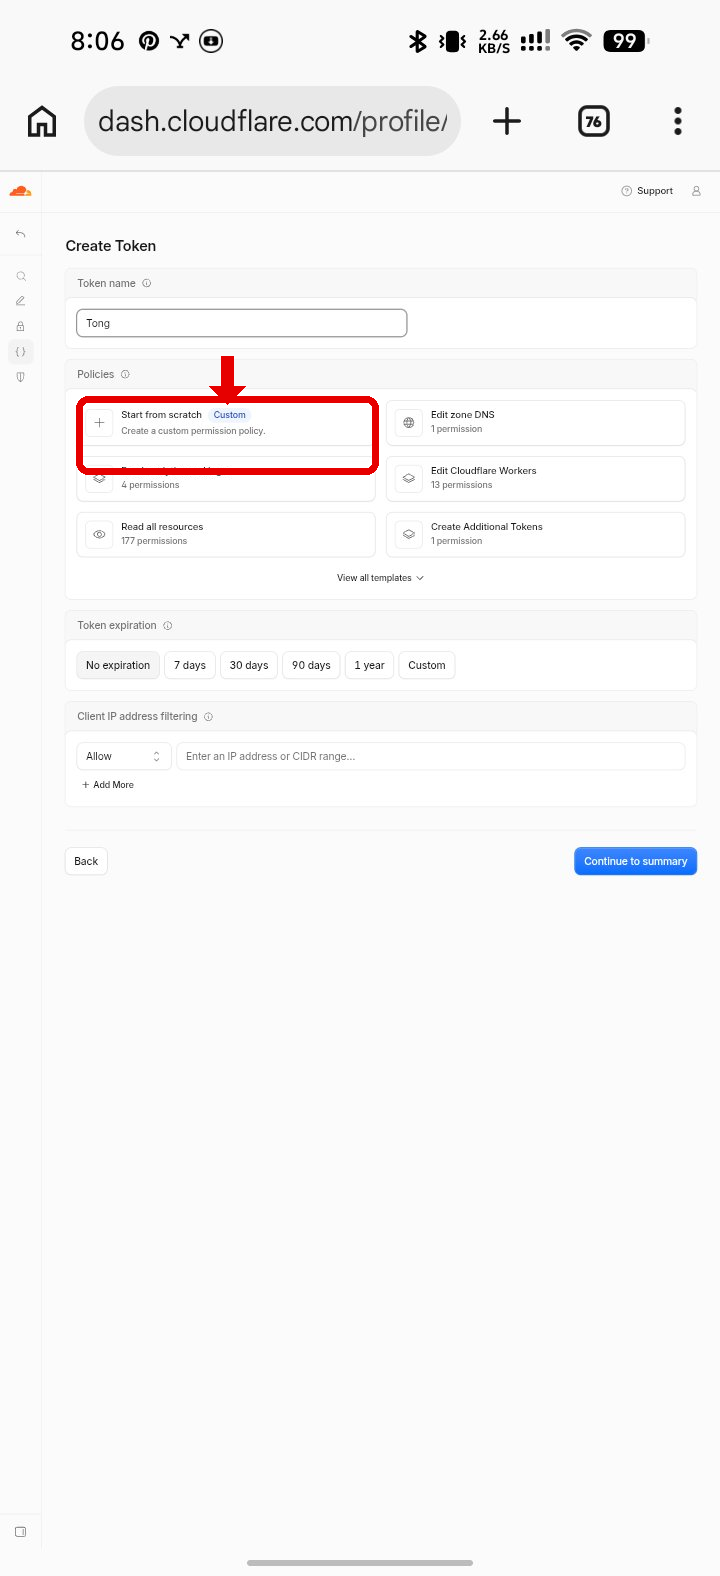 8:06
2.66
KB/S
99
dash.cloudflare.com/profile/
76
Support
Create Token
Token name
Tong
Policies
Start from scratch Custom
Create a custom permission policy.
Edit zone DNS
1 permission
4 permissions
Edit Cloudflare Workers
13 permissions
Read all resources
177 permissions
Create Additional Tokens
1 permission
View all templates
Token expiration
No expiration 7 days 30 days 90 days 1 year Custom
Client IP address filtering
Allow Enter an IP address or CIDR range...
+ Add More
Back Continue to summary